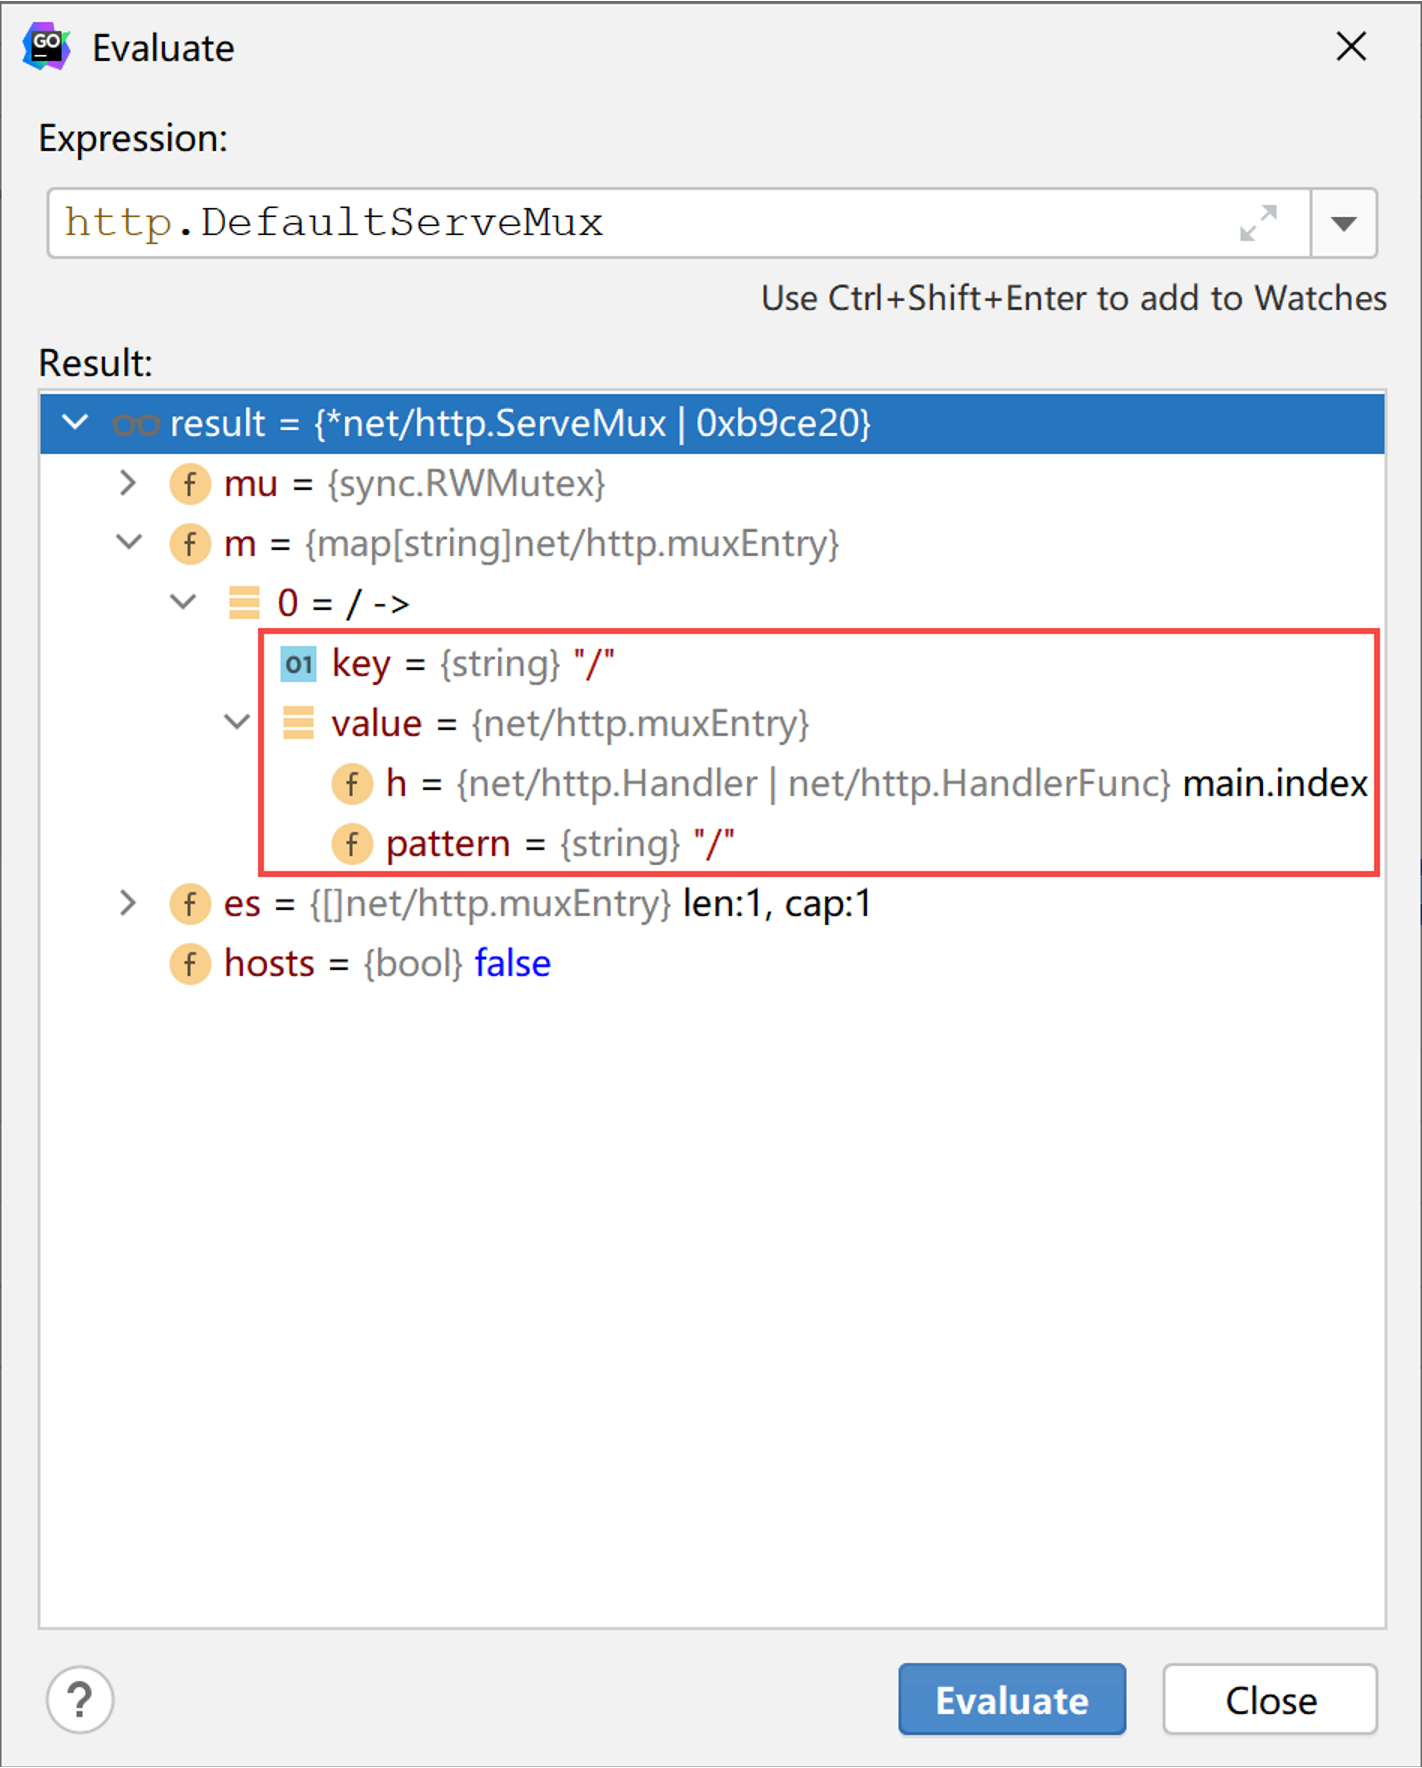 GO Evaluate
Expression:
http.DefaultServeMux
Use Ctrl+Shift+Enter to add to Watches
Result:
result = {*net/http.ServeMux | 0xb9ce20}
f mu = {sync.RWMutex}
f m = {map[string]net/http.muxEntry}
0 = / ->
01 key = {string} "/"
value = {net/http.muxEntry}
f h = {net/http.Handler | net/http.HandlerFunc} main.index
f pattern = {string} "/"
f es = {[]net/http.muxEntry} len:1, cap:1
f hosts = {bool} false
? Evaluate Close